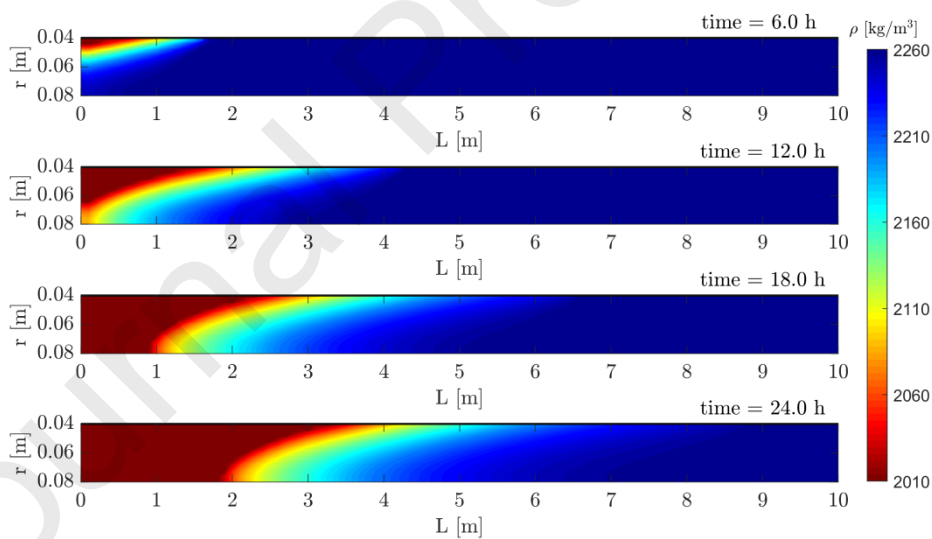 time = 6.0 h
ρ [kg/m³]
r [m]
0.04
0.06
0.08
0 1 2 3 4 5 6 7 8 9 10
L [m]
time = 12.0 h
r [m]
0.04
0.06
0.08
0 1 2 3 4 5 6 7 8 9 10
L [m]
time = 18.0 h
r [m]
0.04
0.06
0.08
0 1 2 3 4 5 6 7 8 9 10
L [m]
time = 24.0 h
r [m]
0.04
0.06
0.08
0 1 2 3 4 5 6 7 8 9 10
L [m]
2260
2210
2160
2110
2060
2010
ournal Pr